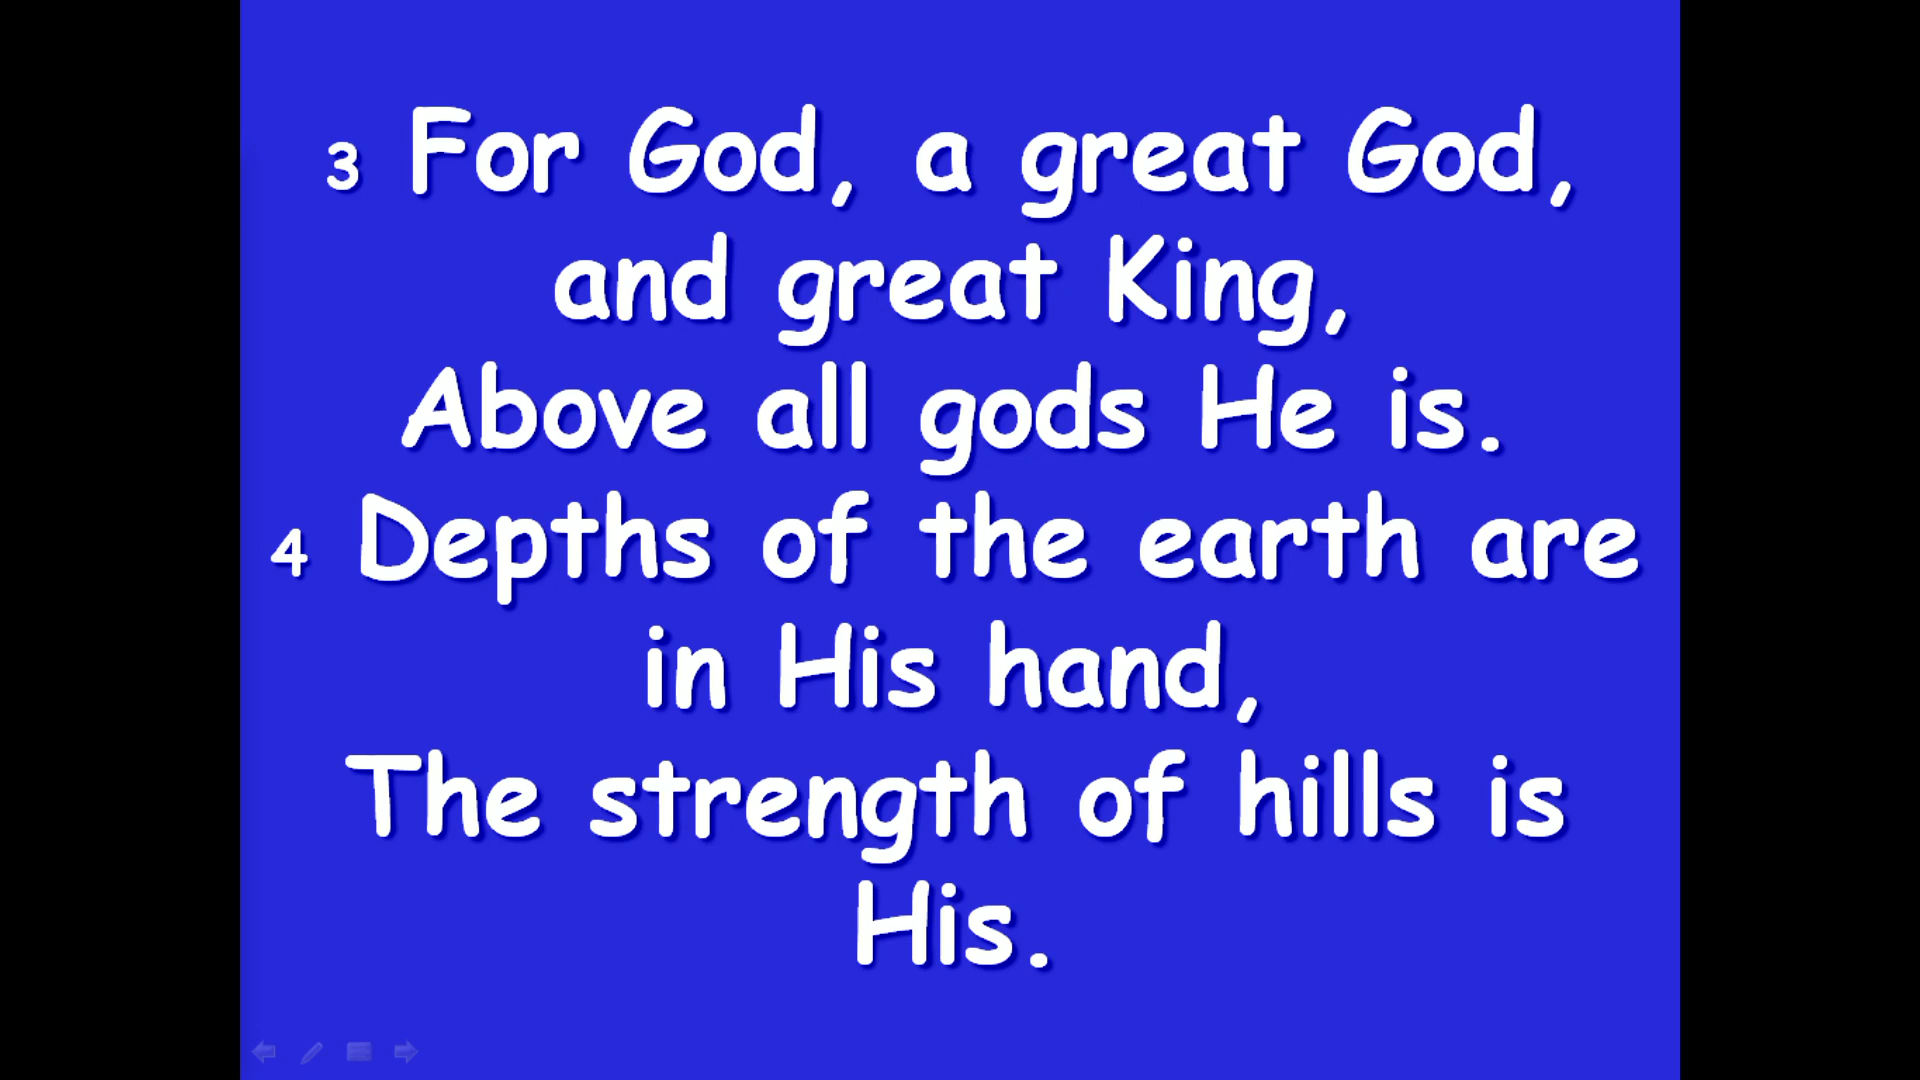 3 For God, a great God,
and great King,
Above all gods He is.
4 Depths of the earth are
in His hand,
The strength of hills is
His.